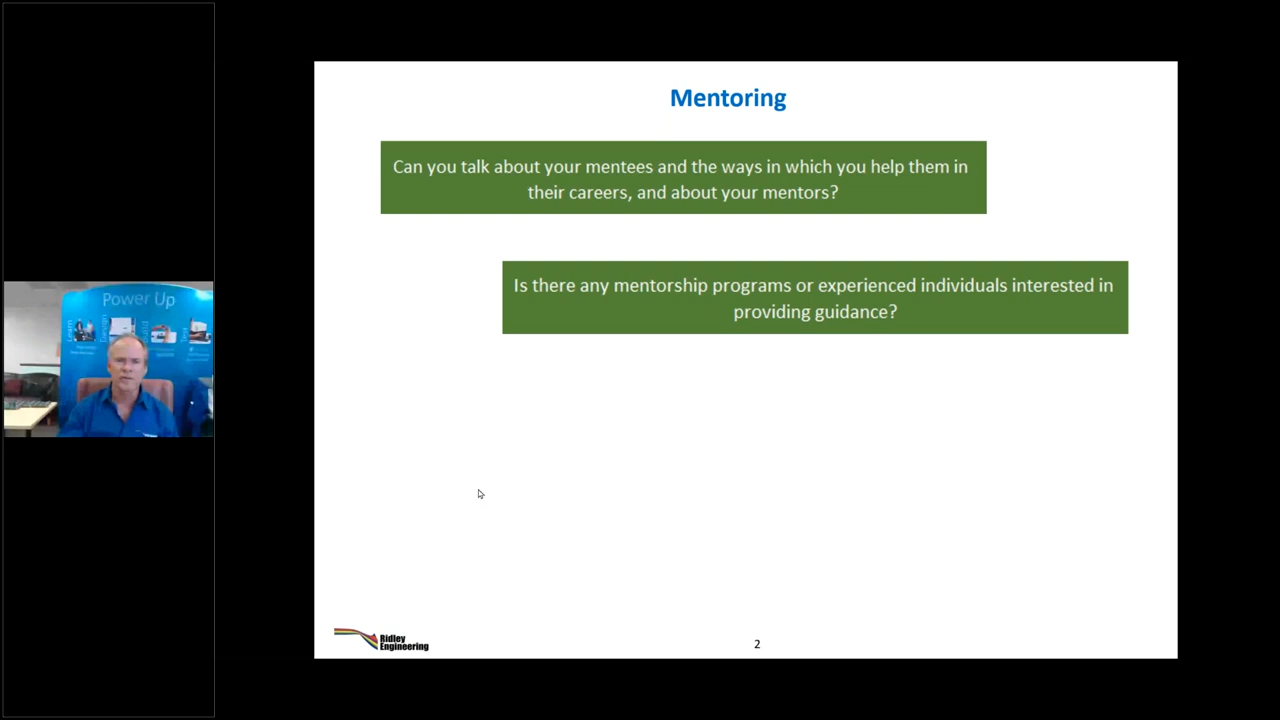 Mentoring
Can you talk about your mentees and the ways in which you help them in
their careers, and about your mentors?
Is there any mentorship programs or experienced individuals interested in
providing guidance?
Power Up
Learn
Design
Ridley
Engineering
2